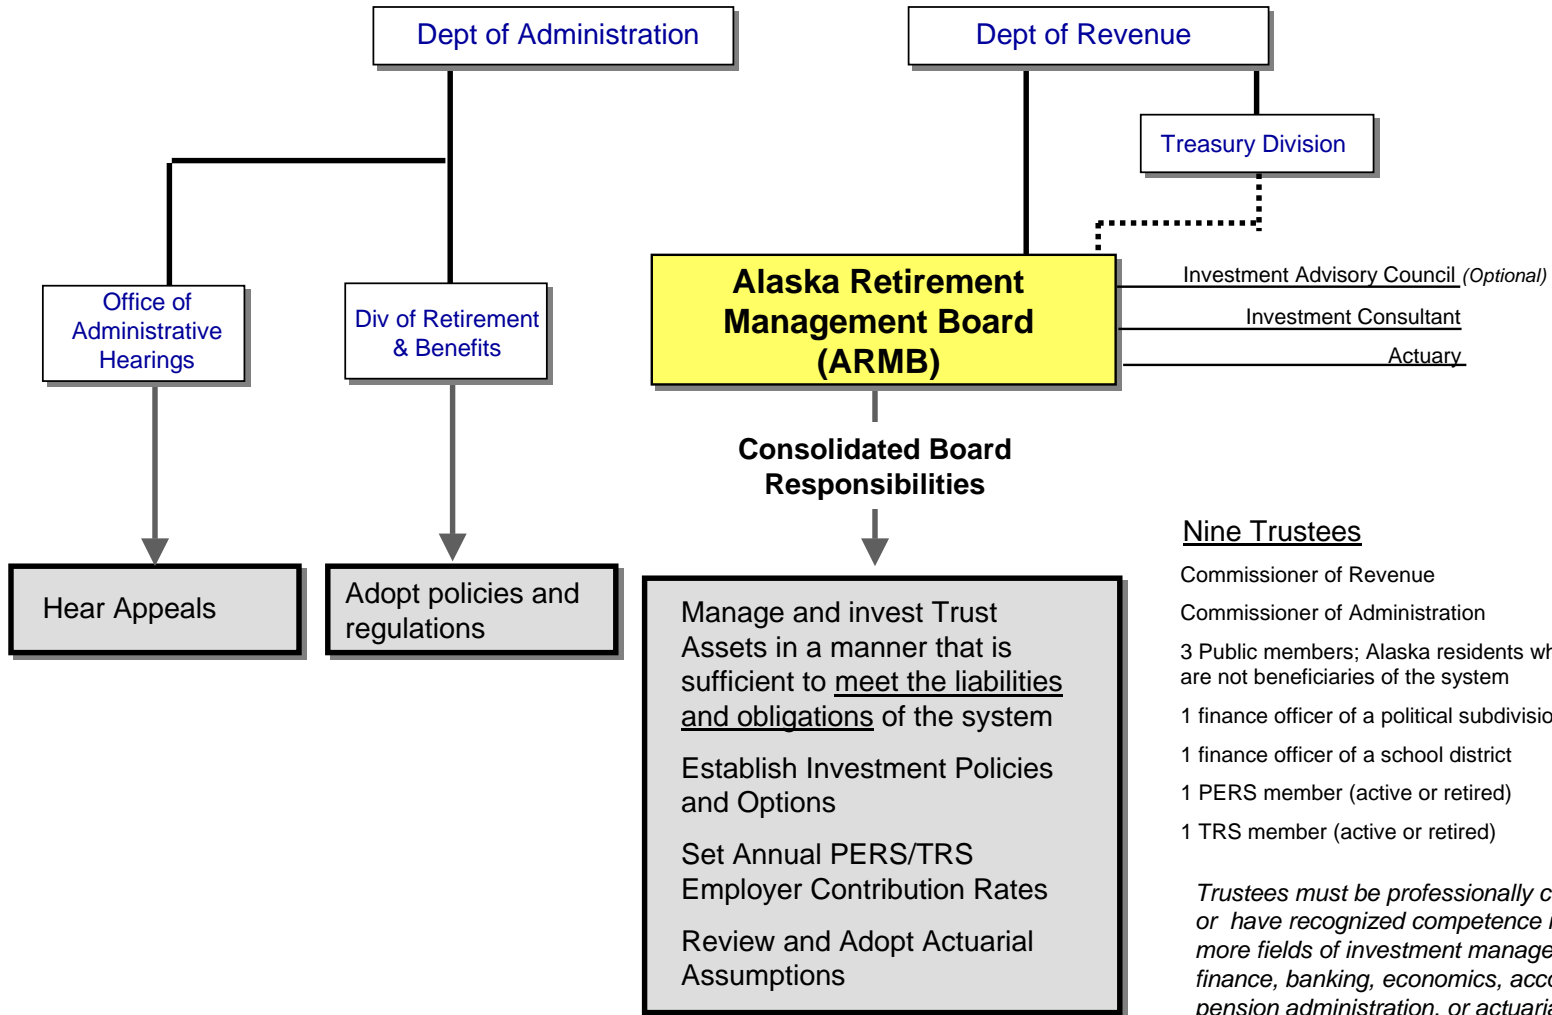 Dept of Administration
Dept of Revenue
Treasury Division
Office of
Administrative
Hearings
Div of Retirement
& Benefits
Alaska Retirement
Management Board
(ARMB)
Investment Advisory Council (Optional)
Investment Consultant
Actuary
Consolidated Board
Responsibilities
Hear Appeals
Adopt policies and
regulations
Manage and invest Trust
Assets in a manner that is
sufficient to meet the liabilities
and obligations of the system
Establish Investment Policies
and Options
Set Annual PERS/TRS
Employer Contribution Rates
Review and Adopt Actuarial
Assumptions
Nine Trustees
Commissioner of Revenue
Commissioner of Administration
3 Public members; Alaska residents
are not beneficiaries of the system
1 finance officer of a political
1 finance officer of a school district
1 PERS member (active or retired)
1 TRS member (active or retired)
Trustees must be professionally
or have recognized competence
more fields of investment
finance, banking, economics,
pension administration, or